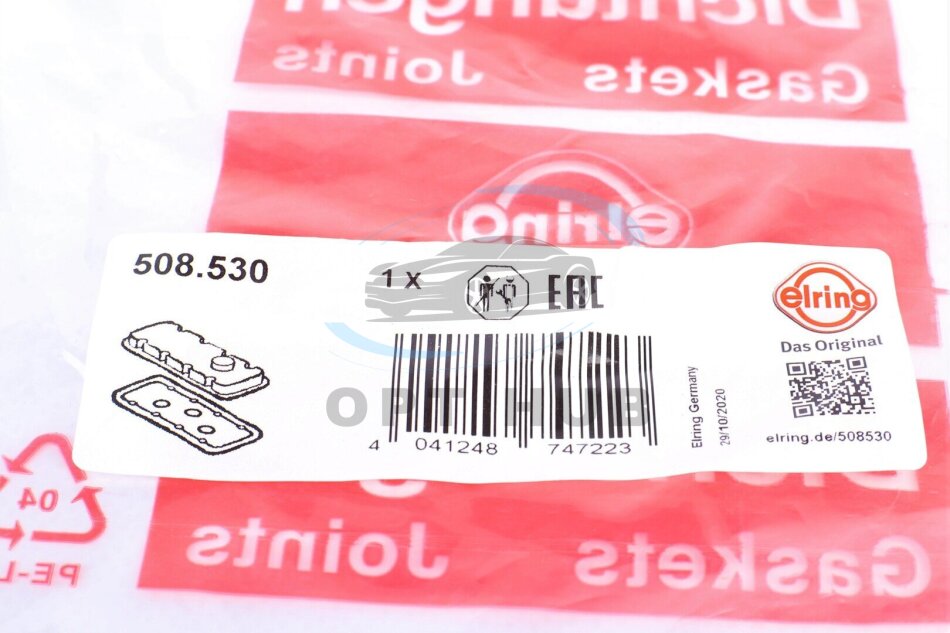 Dichtungen
Gaskets Joints
elring
508.530
1 X
EAC
elring
Das Original
OPT HUB
Elring Germany
29/10/2020
4 041248 747223
elring.de/508530
04
PE-L
Gaskets Joints